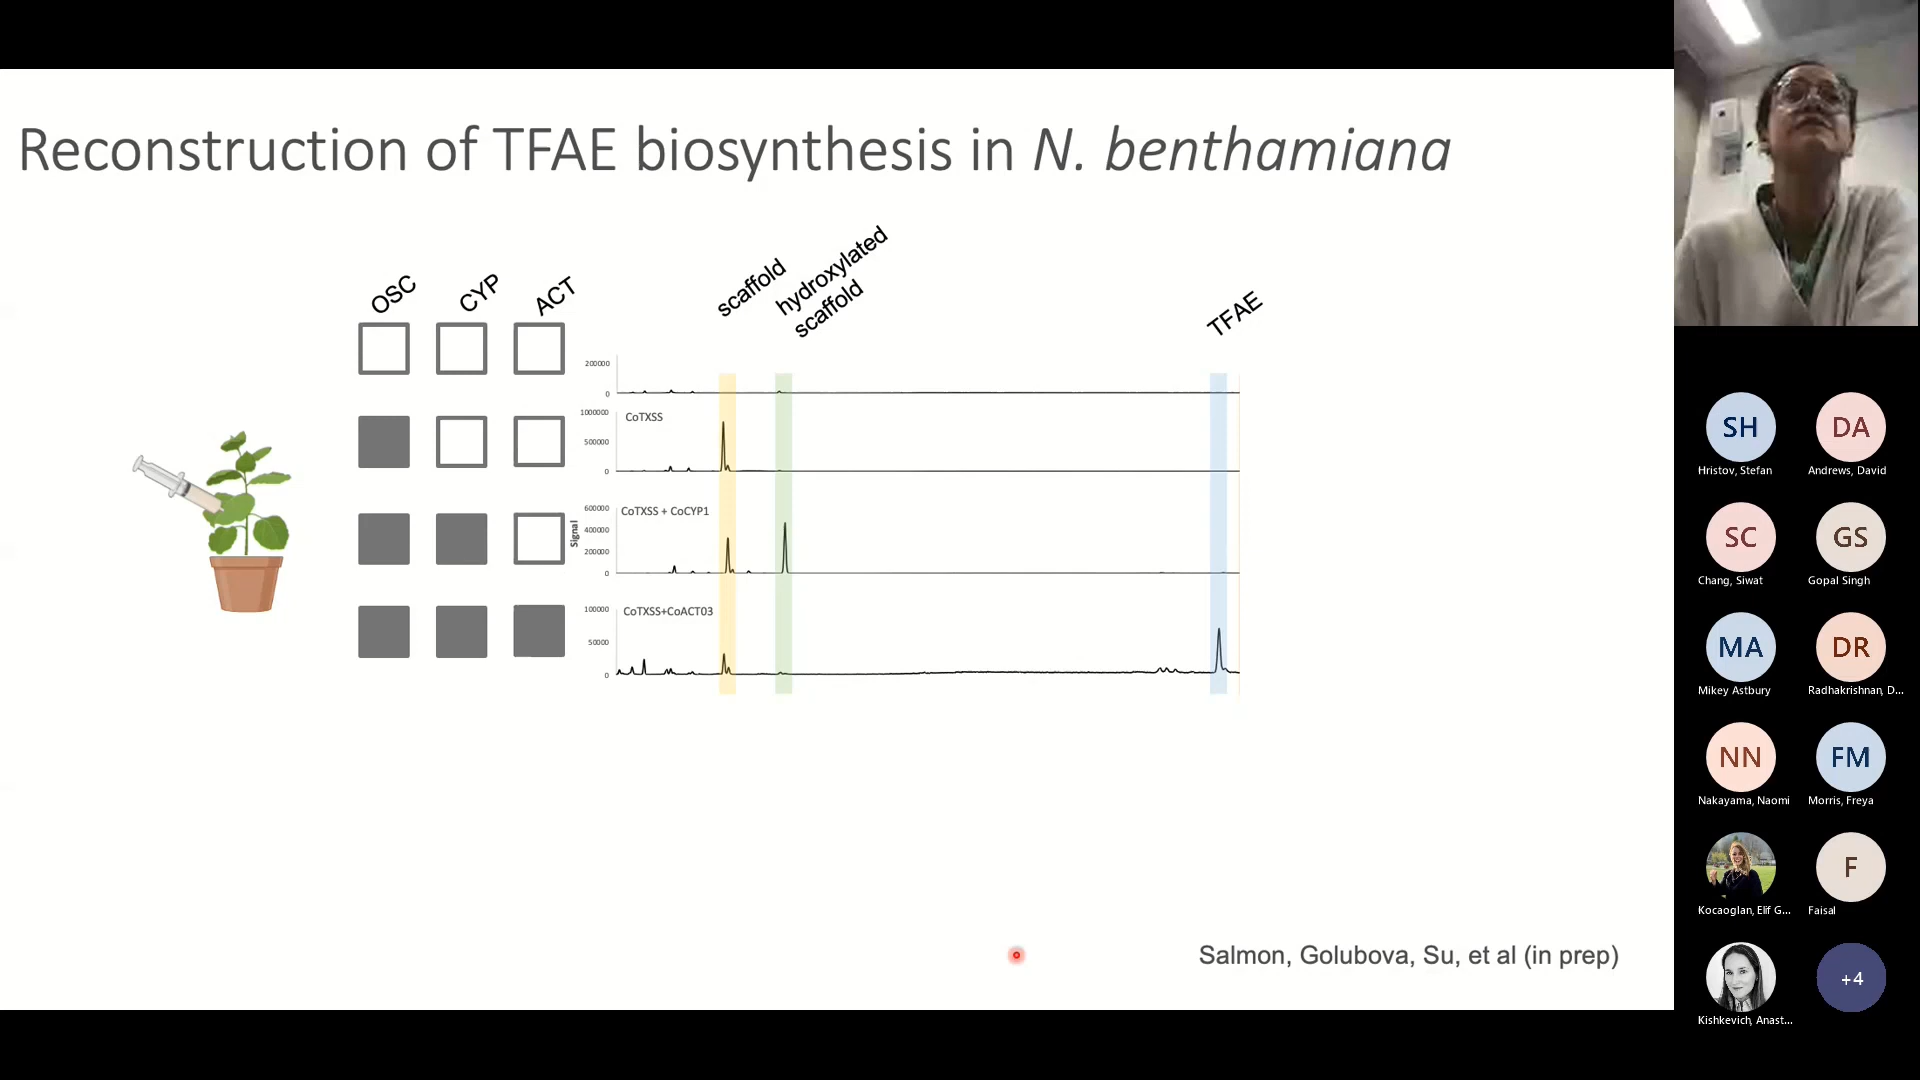 Reconstruction of TFAE biosynthesis in N. benthamiana
OSC
CYP
ACT
scaffold
hydroxylated
scaffold
TFAE
200000
0
1000000
CoTXSS
500000
0
Signal
600000
CoTXSS + CoCYP1
400000
200000
0
100000
CoTXSS+CoACT03
50000
0
Salmon, Golubova, Su, et al (in prep)
SH
DA
Hristov, Stefan
Andrews, David
SC
GS
Chang, Siwat
Gopal Singh
MA
DR
Mikey Astbury
Radhakrishnan, D...
NN
FM
Nakayama, Naomi
Morris, Freya
F
Kocaoglan, Elif G...
Faisal
+4
Kishkevich, Anast...